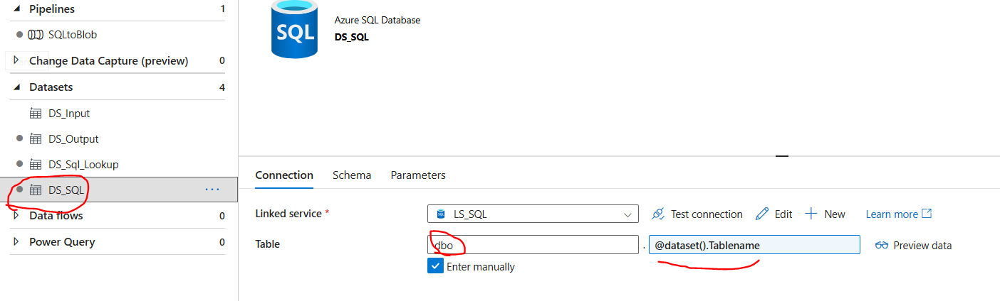 Pipelines 1
SQLtoBlob
Change Data Capture (preview) 0
Datasets 4
DS_Input
DS_Output
DS_Sql_Lookup
DS_SQL ...
Data flows 0
Power Query 0
SQL
Azure SQL Database
DS_SQL
Connection Schema Parameters
Linked service * SQL LS_SQL Test connection Edit New Learn more
Table dbo . @dataset().Tablename Preview data
Enter manually